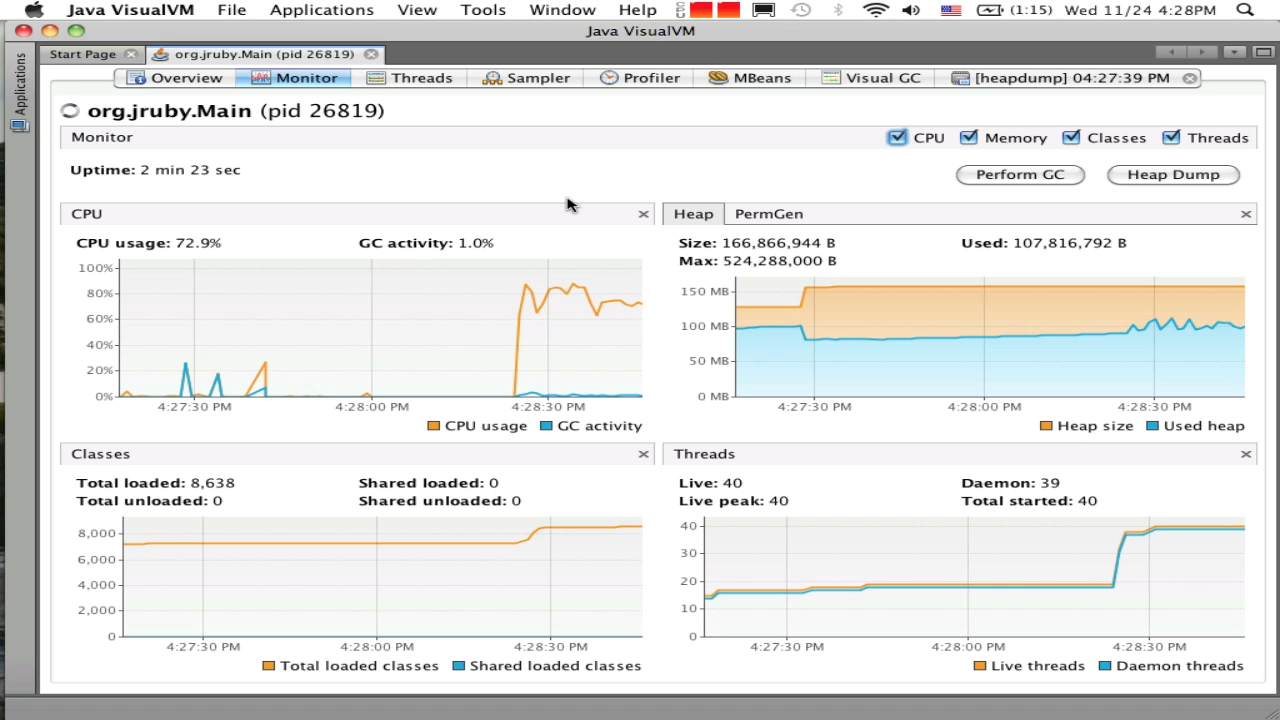 Java VisualVM File Applications View Tools Window Help (1:15) Wed 11/24 4:28PM
Java VisualVM
Applications
Start Page org.jruby.Main (pid 26819)
Overview Monitor Threads Sampler Profiler MBeans Visual GC [heapdump] 04:27:39 PM
org.jruby.Main (pid 26819)
Monitor CPU Memory Classes Threads
Uptime: 2 min 23 sec
Perform GC Heap Dump
CPU
CPU usage: 72.9% GC activity: 1.0%
100%
80%
60%
40%
20%
0%
4:27:30 PM 4:28:00 PM 4:28:30 PM
CPU usage GC activity
Heap PermGen
Size: 166,866,944 B Used: 107,816,792 B
Max: 524,288,000 B
150 MB
100 MB
50 MB
0 MB
4:27:30 PM 4:28:00 PM 4:28:30 PM
Heap size Used heap
Classes
Total loaded: 8,638 Shared loaded: 0
Total unloaded: 0 Shared unloaded: 0
8,000
6,000
4,000
2,000
0
4:27:30 PM 4:28:00 PM 4:28:30 PM
Total loaded classes Shared loaded classes
Threads
Live: 40 Daemon: 39
Live peak: 40 Total started: 40
40
30
20
10
0
4:27:30 PM 4:28:00 PM 4:28:30 PM
Live threads Daemon threads